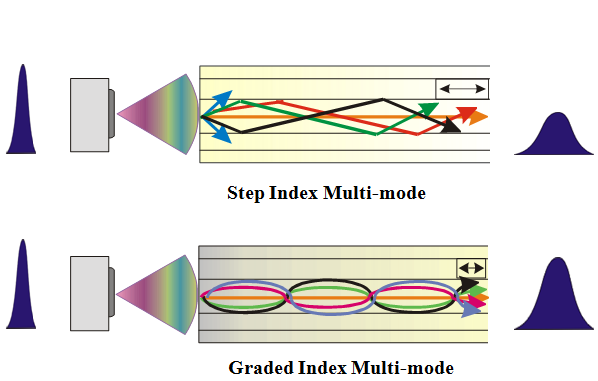 Step Index Multi-mode
Graded Index Multi-mode